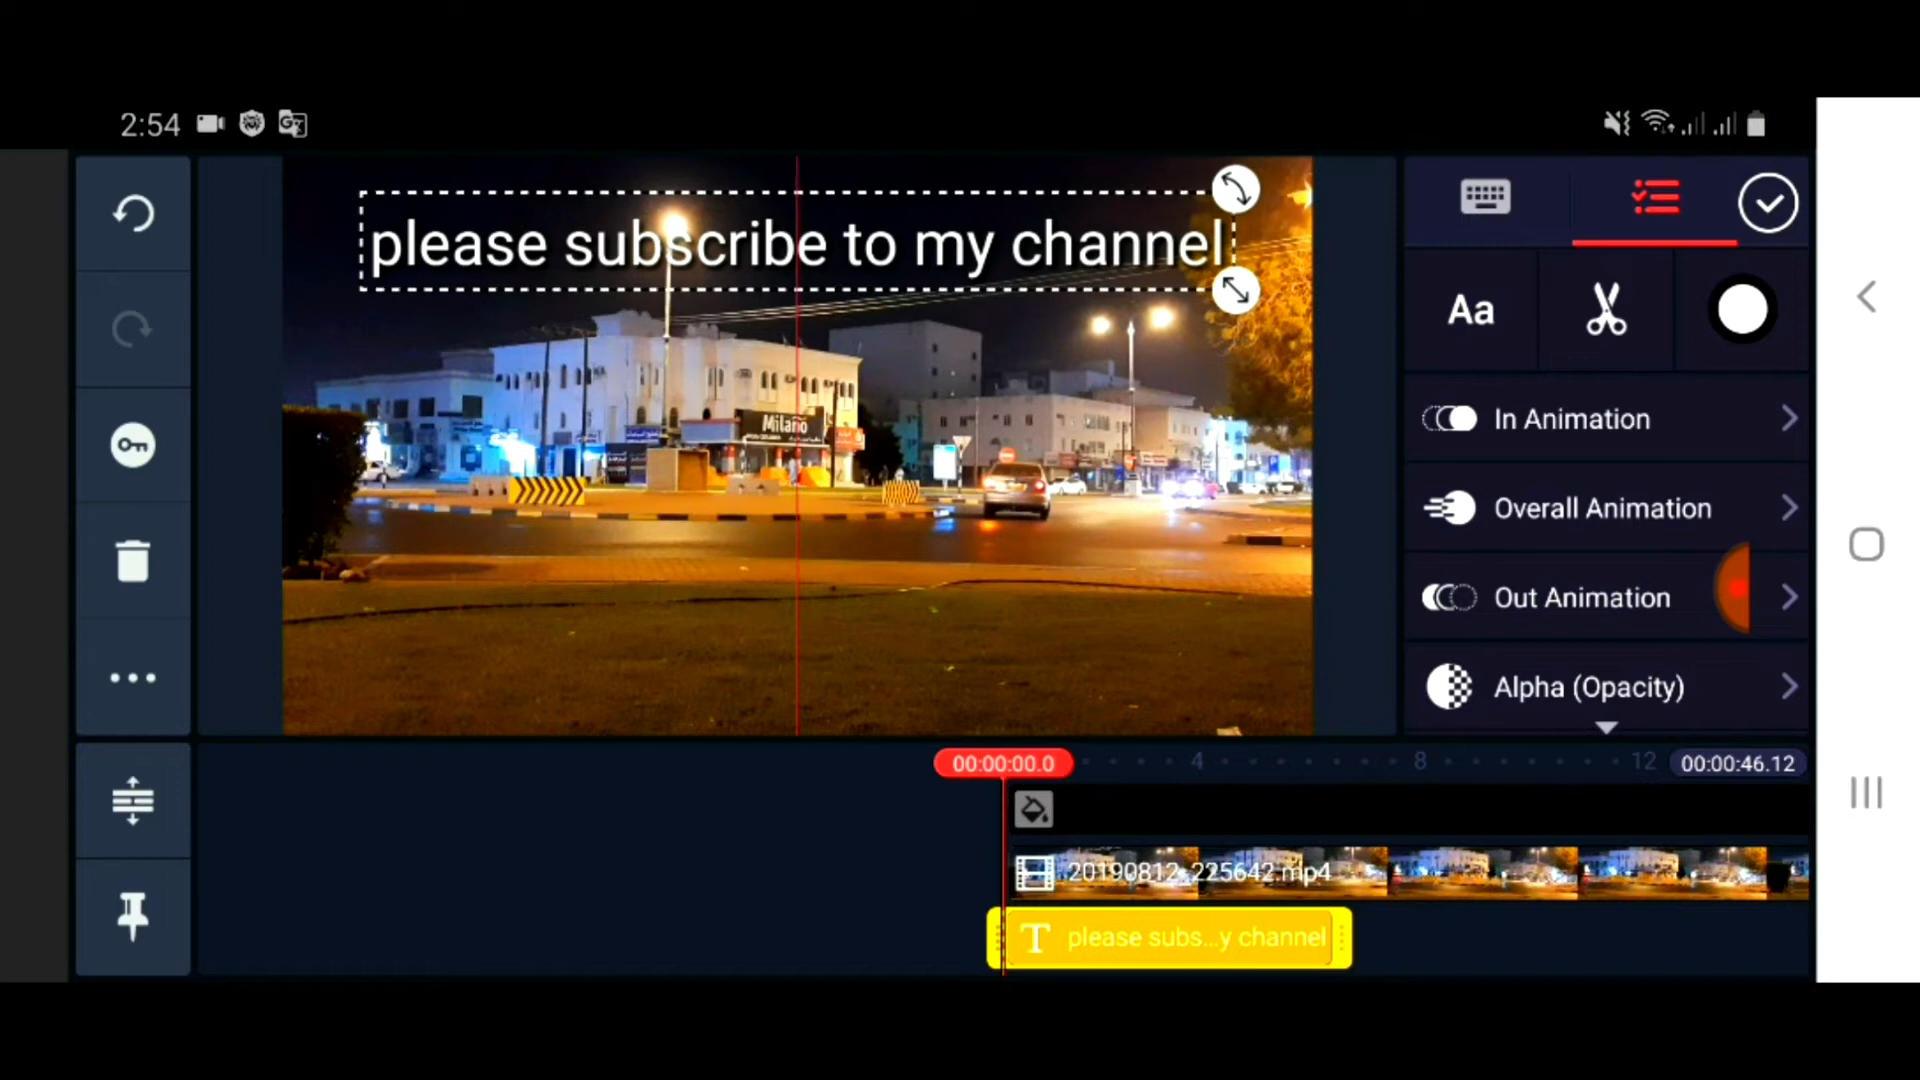 2:54
please subscribe to my channel
Milano
Aa
In Animation
Overall Animation
Out Animation
Alpha (Opacity)
00:00:00.0
4
8
12
00:00:46.12
20190812_225642.mp4
T please subs...y channel